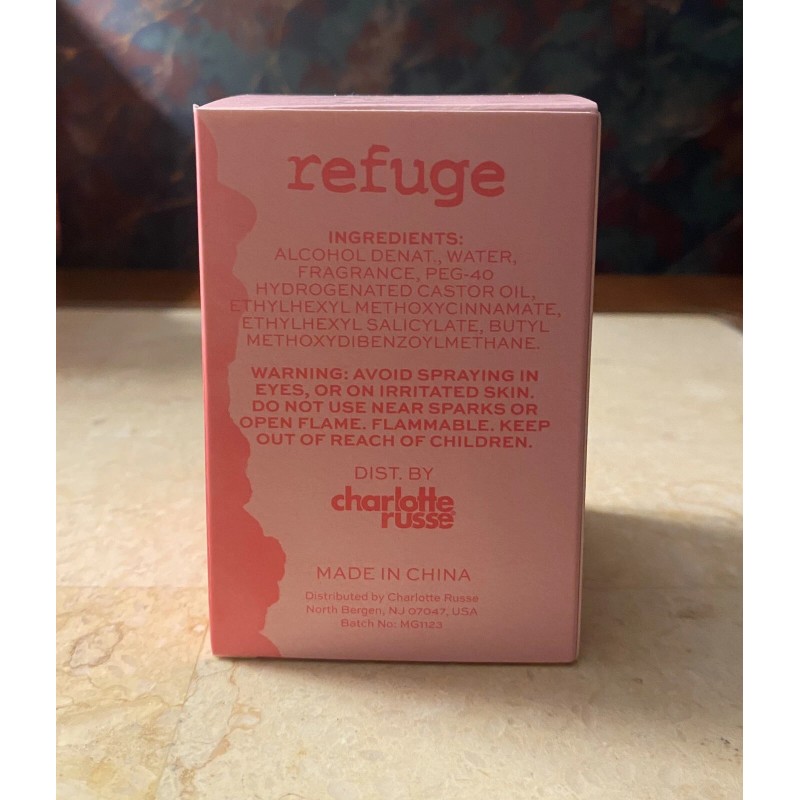 refuge
INGREDIENTS:
ALCOHOL DENAT., WATER,
FRAGRANCE, PEG-40
HYDROGENATED CASTOR OIL,
ETHYLHEXYL METHOXYCINNAMATE,
ETHYLHEXYL SALICYLATE, BUTYL
METHOXYDIBENZOYLMETHANE.
WARNING: AVOID SPRAYING IN
EYES, OR ON IRRITATED SKIN.
DO NOT USE NEAR SPARKS OR
OPEN FLAME. FLAMMABLE. KEEP
OUT OF REACH OF CHILDREN.
DIST. BY
charlotte
russe
MADE IN CHINA
Distributed by Charlotte Russe
North Bergen, NJ 07047, USA
Batch No: MG1123